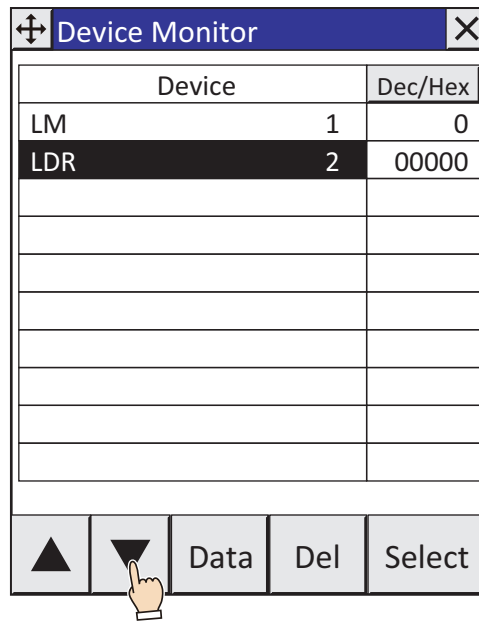 Device Monitor
Device Dec/Hex
LM 1 0
LDR 2 00000
▲ ▼ Data Del Select